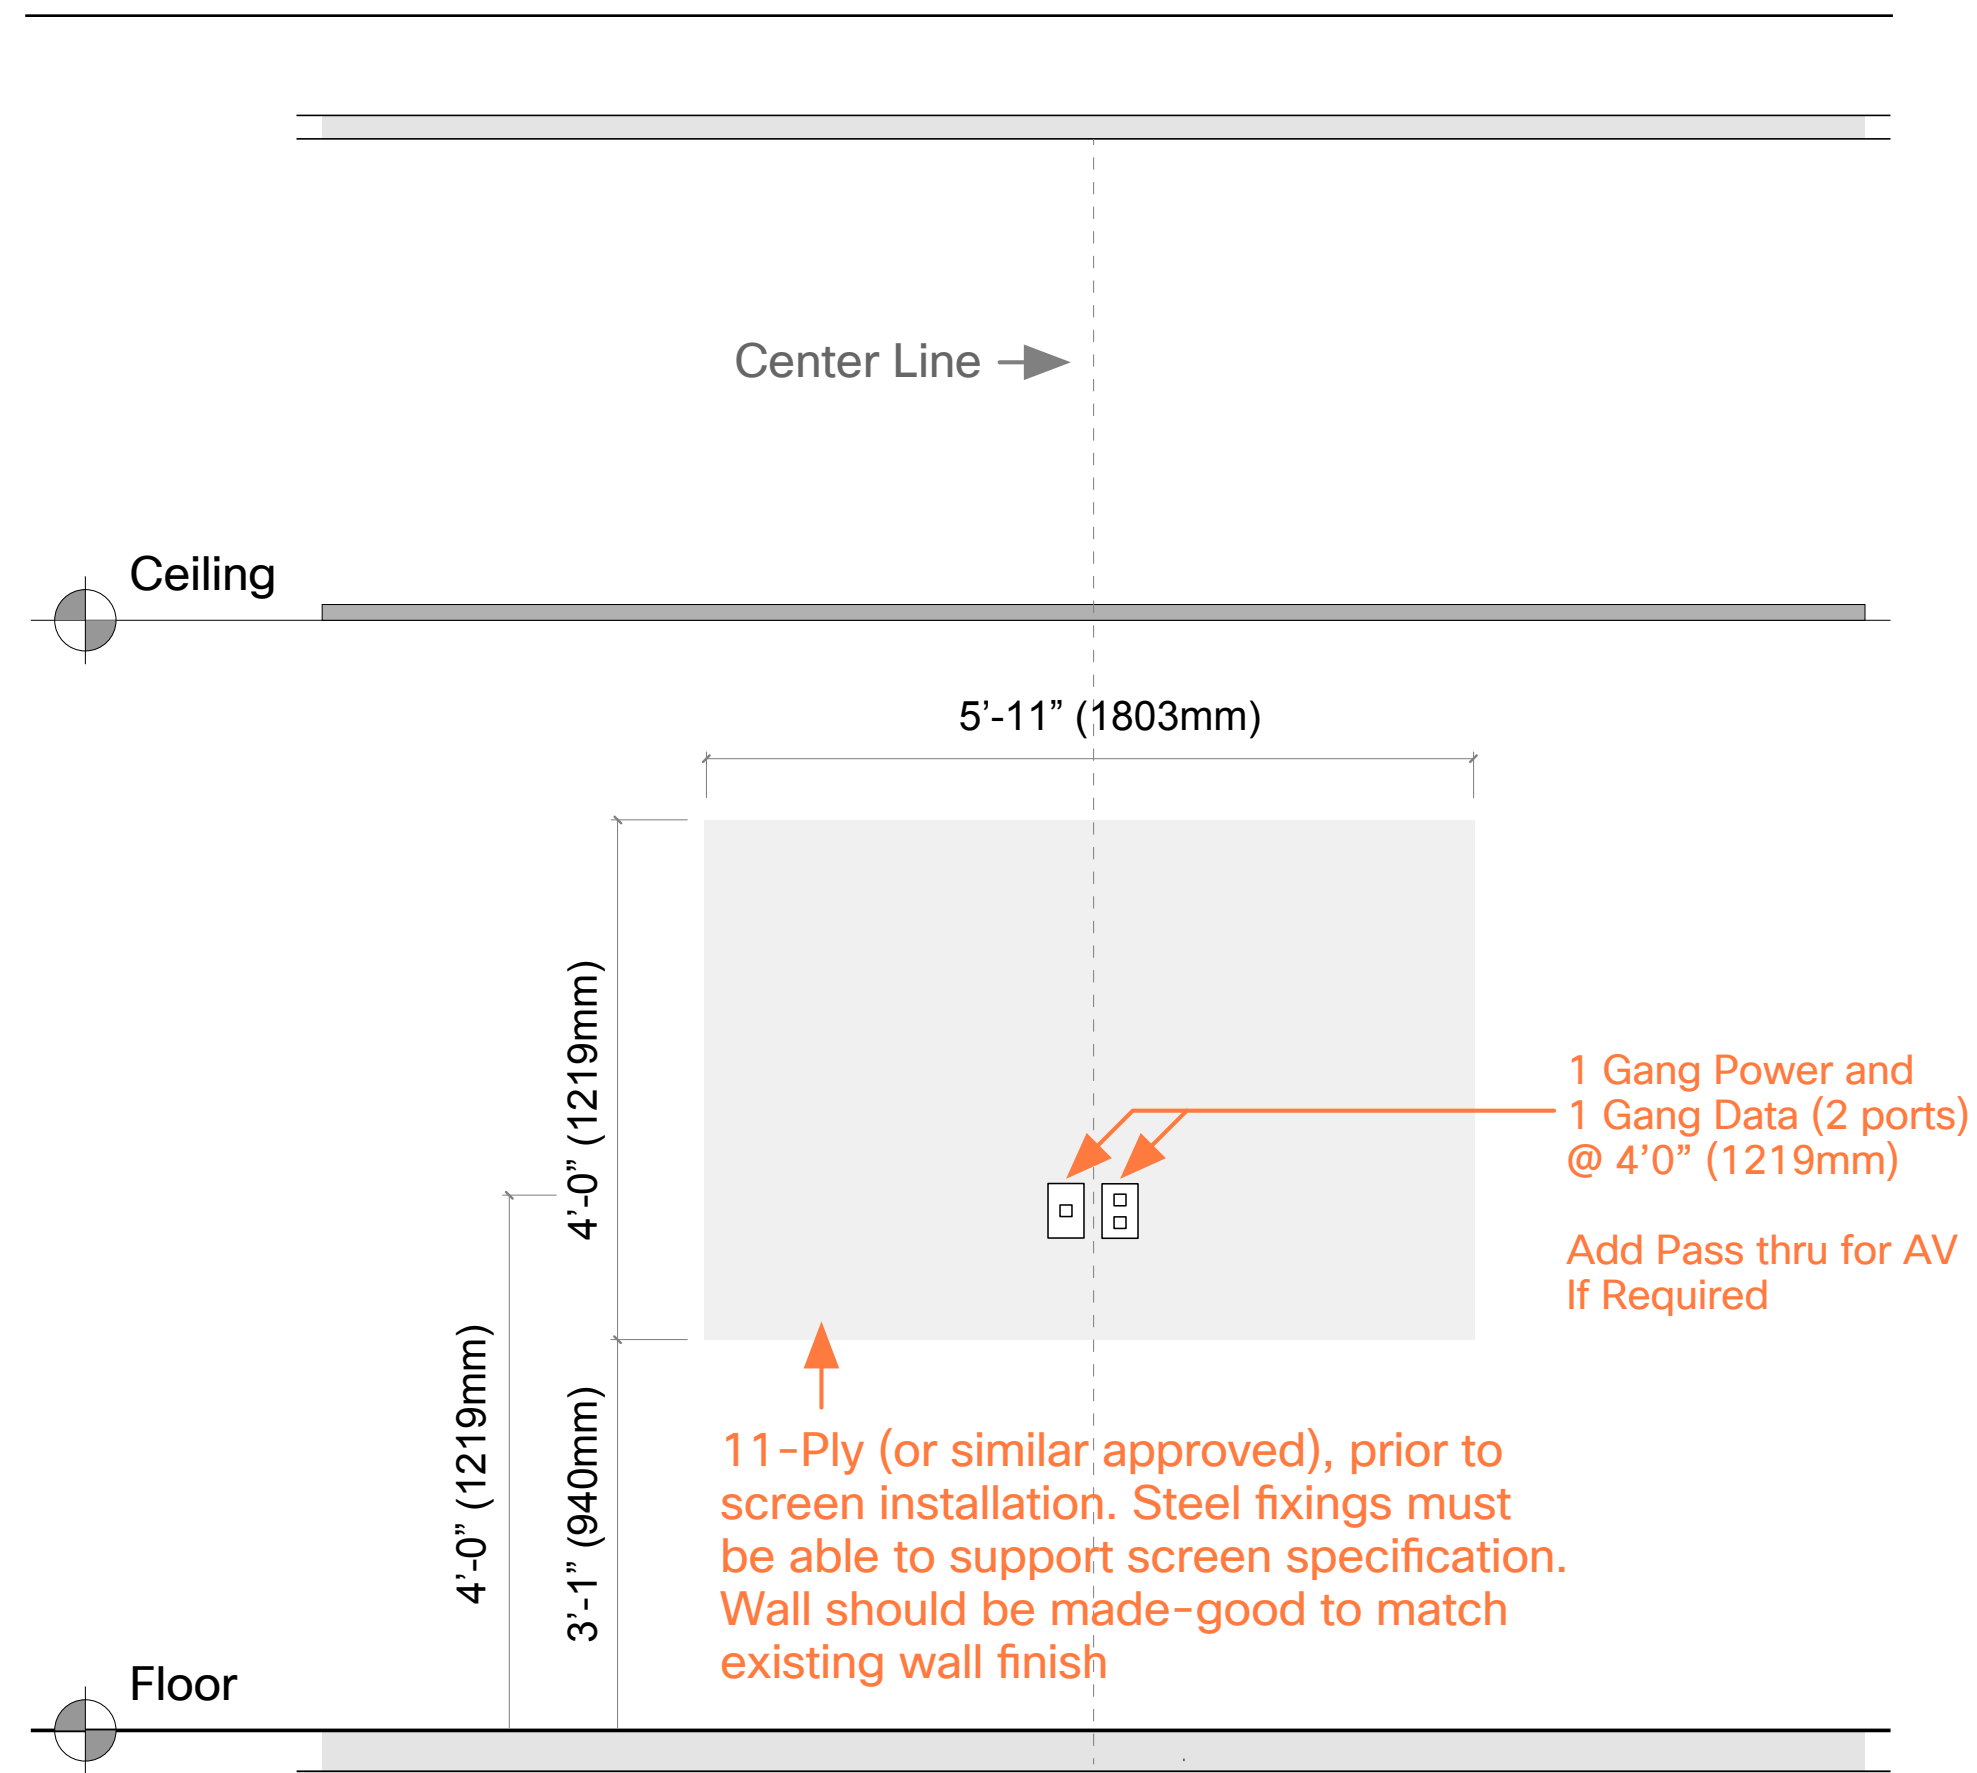 Center Line
Ceiling
5’-11” (1803mm)
4’-0” (1219mm)
1 Gang Power and
1 Gang Data (2 ports)
@ 4’0” (1219mm)
Add Pass thru for AV
If Required
4’-0” (1219mm)
3’-1” (940mm)
11-Ply (or similar approved), prior to
screen installation. Steel fixings must
be able to support screen specification.
Wall should be made-good to match
existing wall finish
Floor